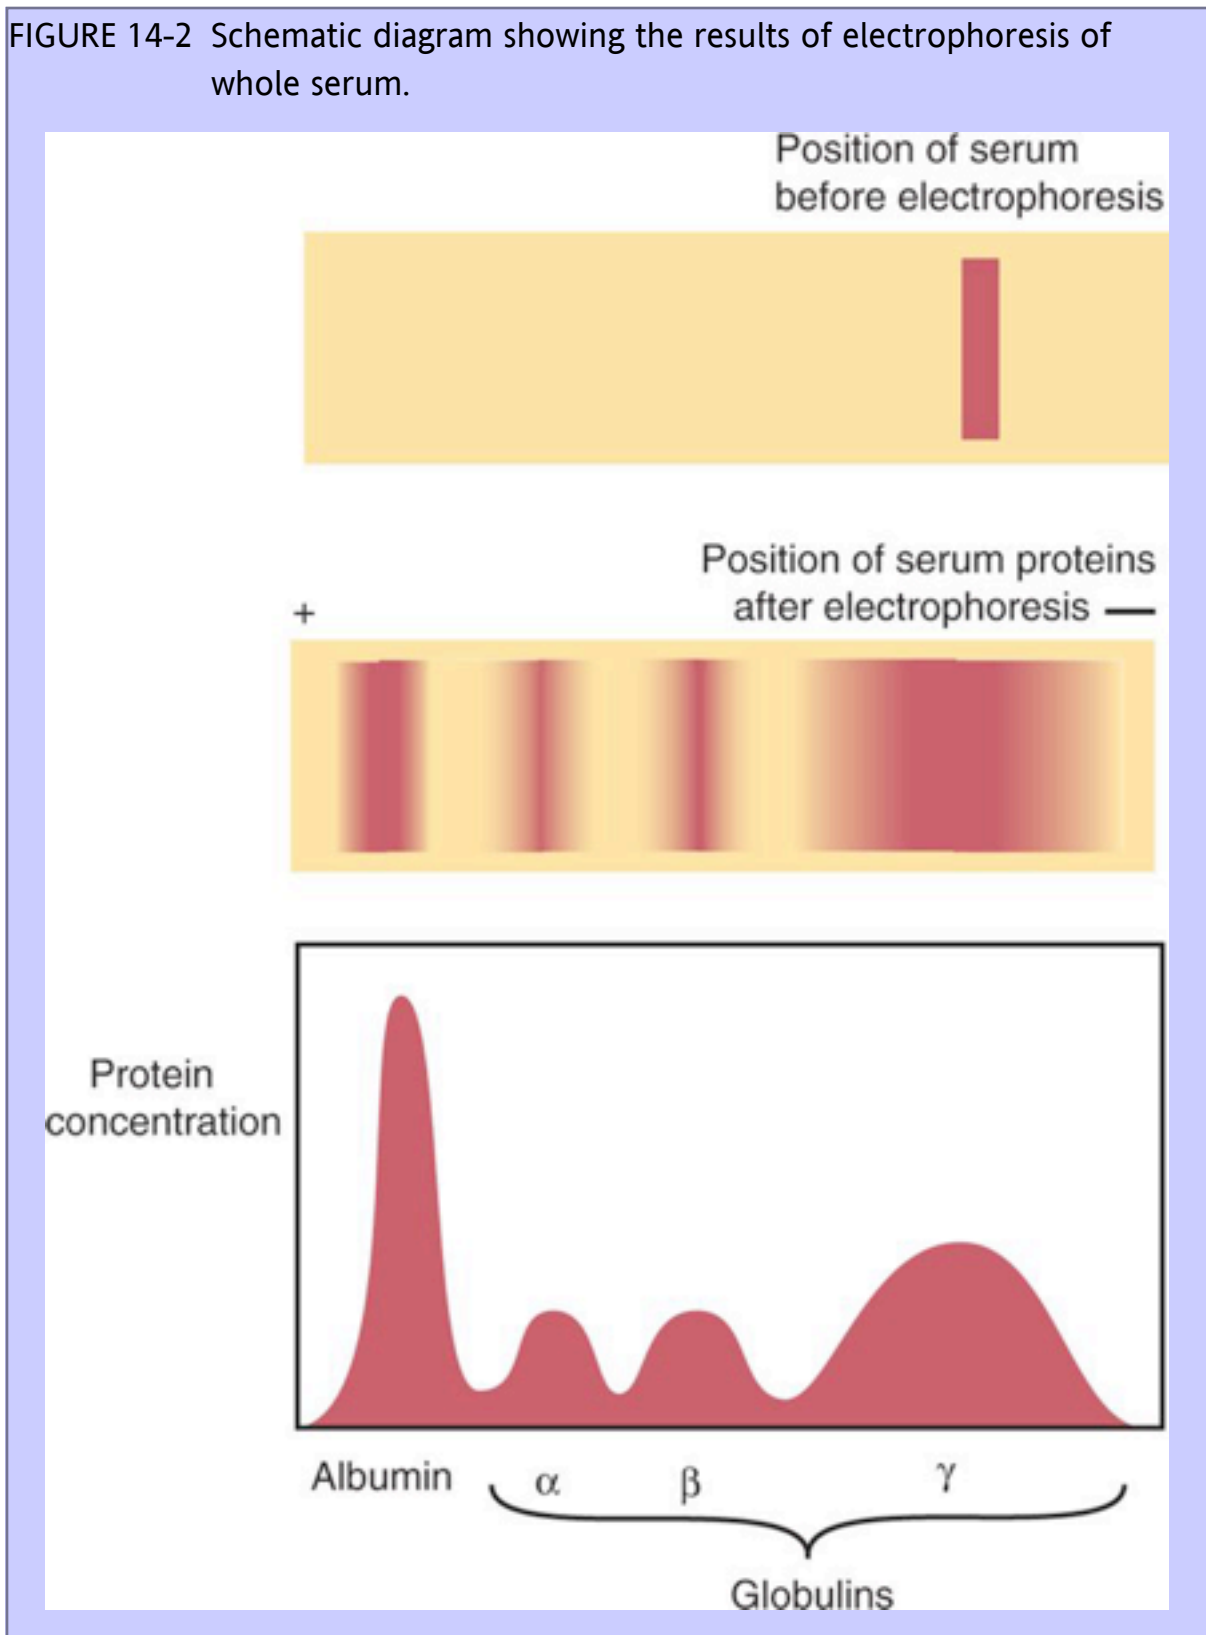 FIGURE 14-2 Schematic diagram showing the results of electrophoresis of
whole serum.
Position of serum
before electrophoresis
Position of serum proteins
+ after electrophoresis —
Protein
concentration
Albumin α β γ
Globulins